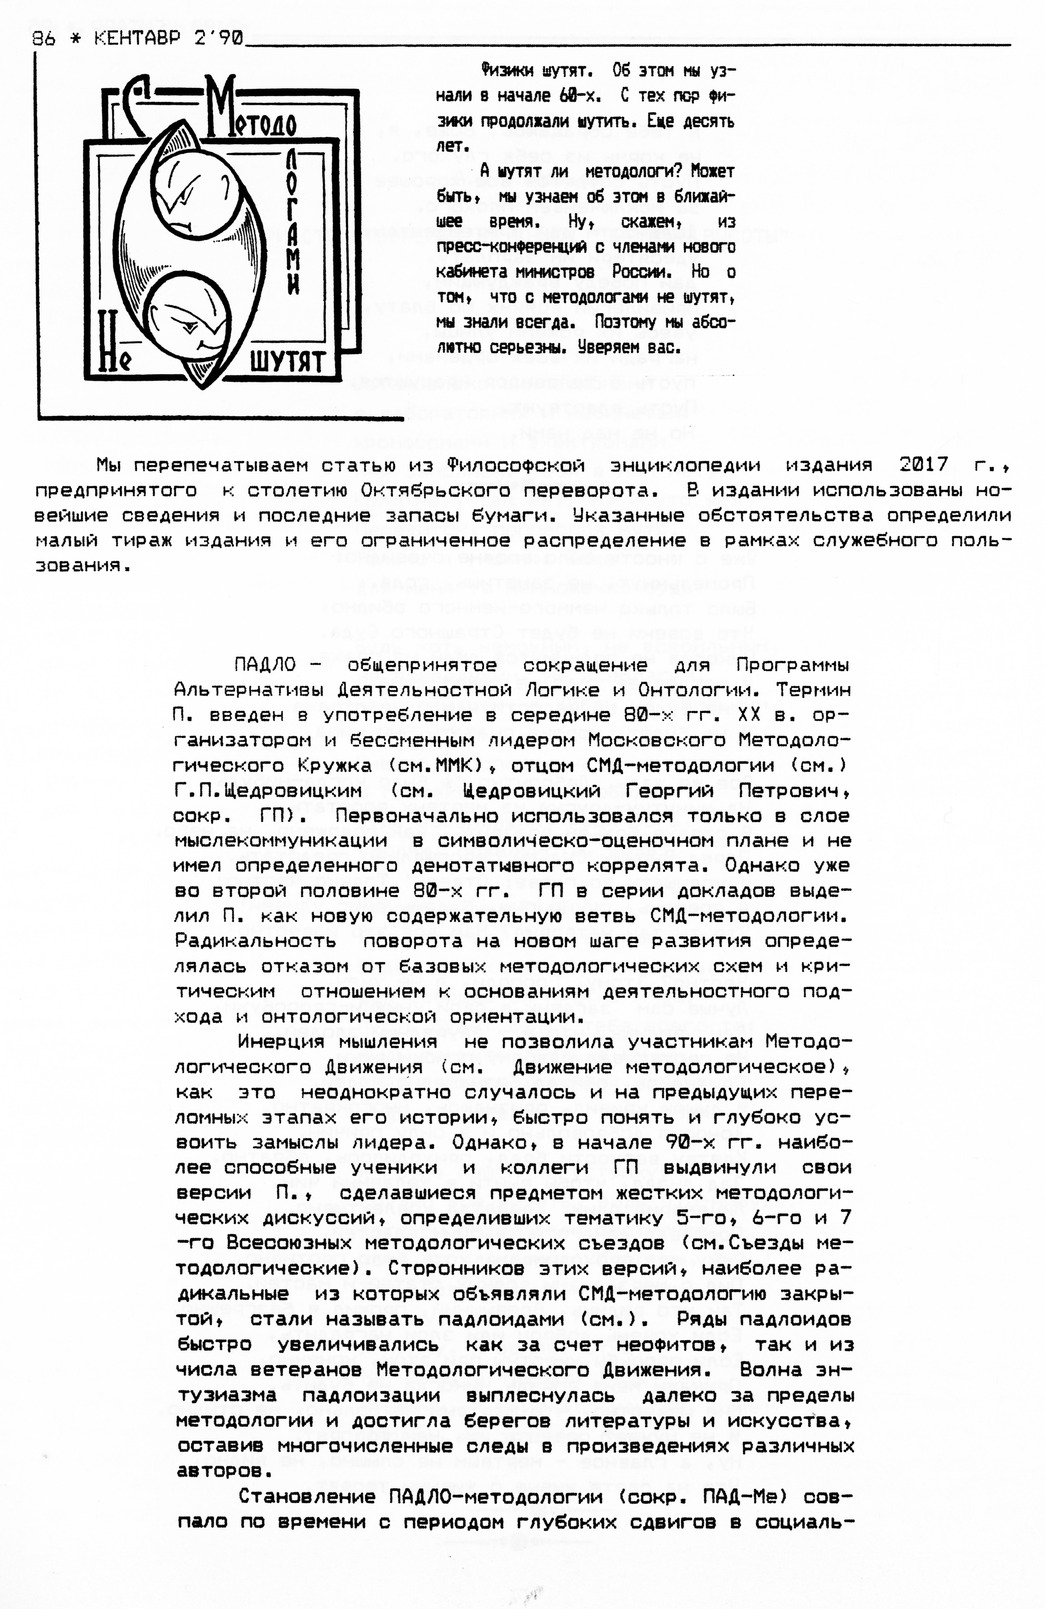 86 * КЕНТАВР 2'90
С Методо
логами
Не шутят
Физики шутят. Об этом мы уз-
нали в начале 60-х. С тех пор фи-
зики продолжали шутить. Еще десять
лет.
А шутят ли методологи? Может
быть, мы узнаем об этом в ближай-
шее время. Ну, скажем, из
пресс-конференций с членами нового
кабинета министров России. Но о
том, что с методологами не шутят,
мы знали всегда. Поэтому мы абсо-
лютно серьезны. Уверяем вас.
Мы перепечатываем статью из Философской энциклопедии издания 2017 г.,
предпринятого к столетию Октябрьского переворота. В издании использованы но-
вейшие сведения и последние запасы бумаги. Указанные обстоятельства определили
малый тираж издания и его ограниченное распределение в рамках служебного поль-
зования.
ПАДЛО - общепринятое сокращение для Программы
Альтернативы Деятельностной Логике и Онтологии. Термин
П. введен в употребление в середине 80-х гг. XX в. ор-
ганизатором и бессменным лидером Московского Методоло-
гического Кружка (см.ММК), отцом СМД-методологии (см.)
Г.П.Щедровицким (см. Щедровицкий Георгий Петрович,
сокр. ГП). Первоначально использовался только в слое
мыслекоммуникации в символическо-оценочном плане и не
имел определенного денотативного коррелята. Однако уже
во второй половине 80-х гг. ГП в серии докладов выде-
лил П. как новую содержательную ветвь СМД-методологии.
Радикальность поворота на новом шаге развития опреде-
лялась отказом от базовых методологических схем и кри-
тическим отношением к основаниям деятельностного под-
хода и онтологической ориентации.
Инерция мышления не позволила участникам Методо-
логического Движения (см. Движение методологическое),
как это неоднократно случалось и на предыдущих пере-
ломных этапах его истории, быстро понять и глубоко ус-
воить замыслы лидера. Однако, в начале 90-х гг. наибо-
лее способные ученики и коллеги ГП выдвинули свои
версии П., сделавшиеся предметом жестких методологи-
ческих дискуссий, определивших тематику 5-го, 6-го и 7
-го Всесоюзных методологических съездов (см.Съезды ме-
тодологические). Сторонников этих версий, наиболее ра-
дикальные из которых объявляли СМД-методологию закры-
той, стали называть падлоидами (см.). Ряды падлоидов
быстро увеличивались как за счет неофитов, так и из
числа ветеранов Методологического Движения. Волна эн-
тузиазма падлоизации выплеснулась далеко за пределы
методологии и достигла берегов литературы и искусства,
оставив многочисленные следы в произведениях различных
авторов.
Становление ПАДЛО-методологии (сокр. ПАД-Ме) сов-
пало по времени с периодом глубоких сдвигов в социаль-